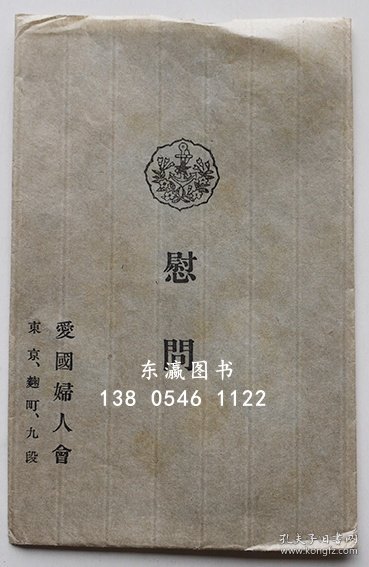 慰問
愛國婦人會
東京、麴町、九段
东瀛图书
138 0546 1122
孔夫子旧书网
www.kongfz.com